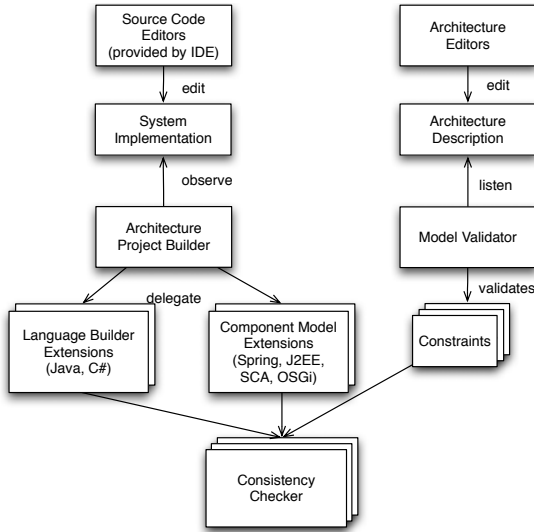 Source Code
Editors
(provided by IDE)
Architecture
Editors
edit
edit
System
Implementation
Architecture
Description
observe
listen
Architecture
Project Builder
Model Validator
delegate
validates
Language Builder
Extensions
(Java, C#)
Component Model
Extensions
(Spring, J2EE,
SCA, OSGi)
Constraints
Consistency
Checker